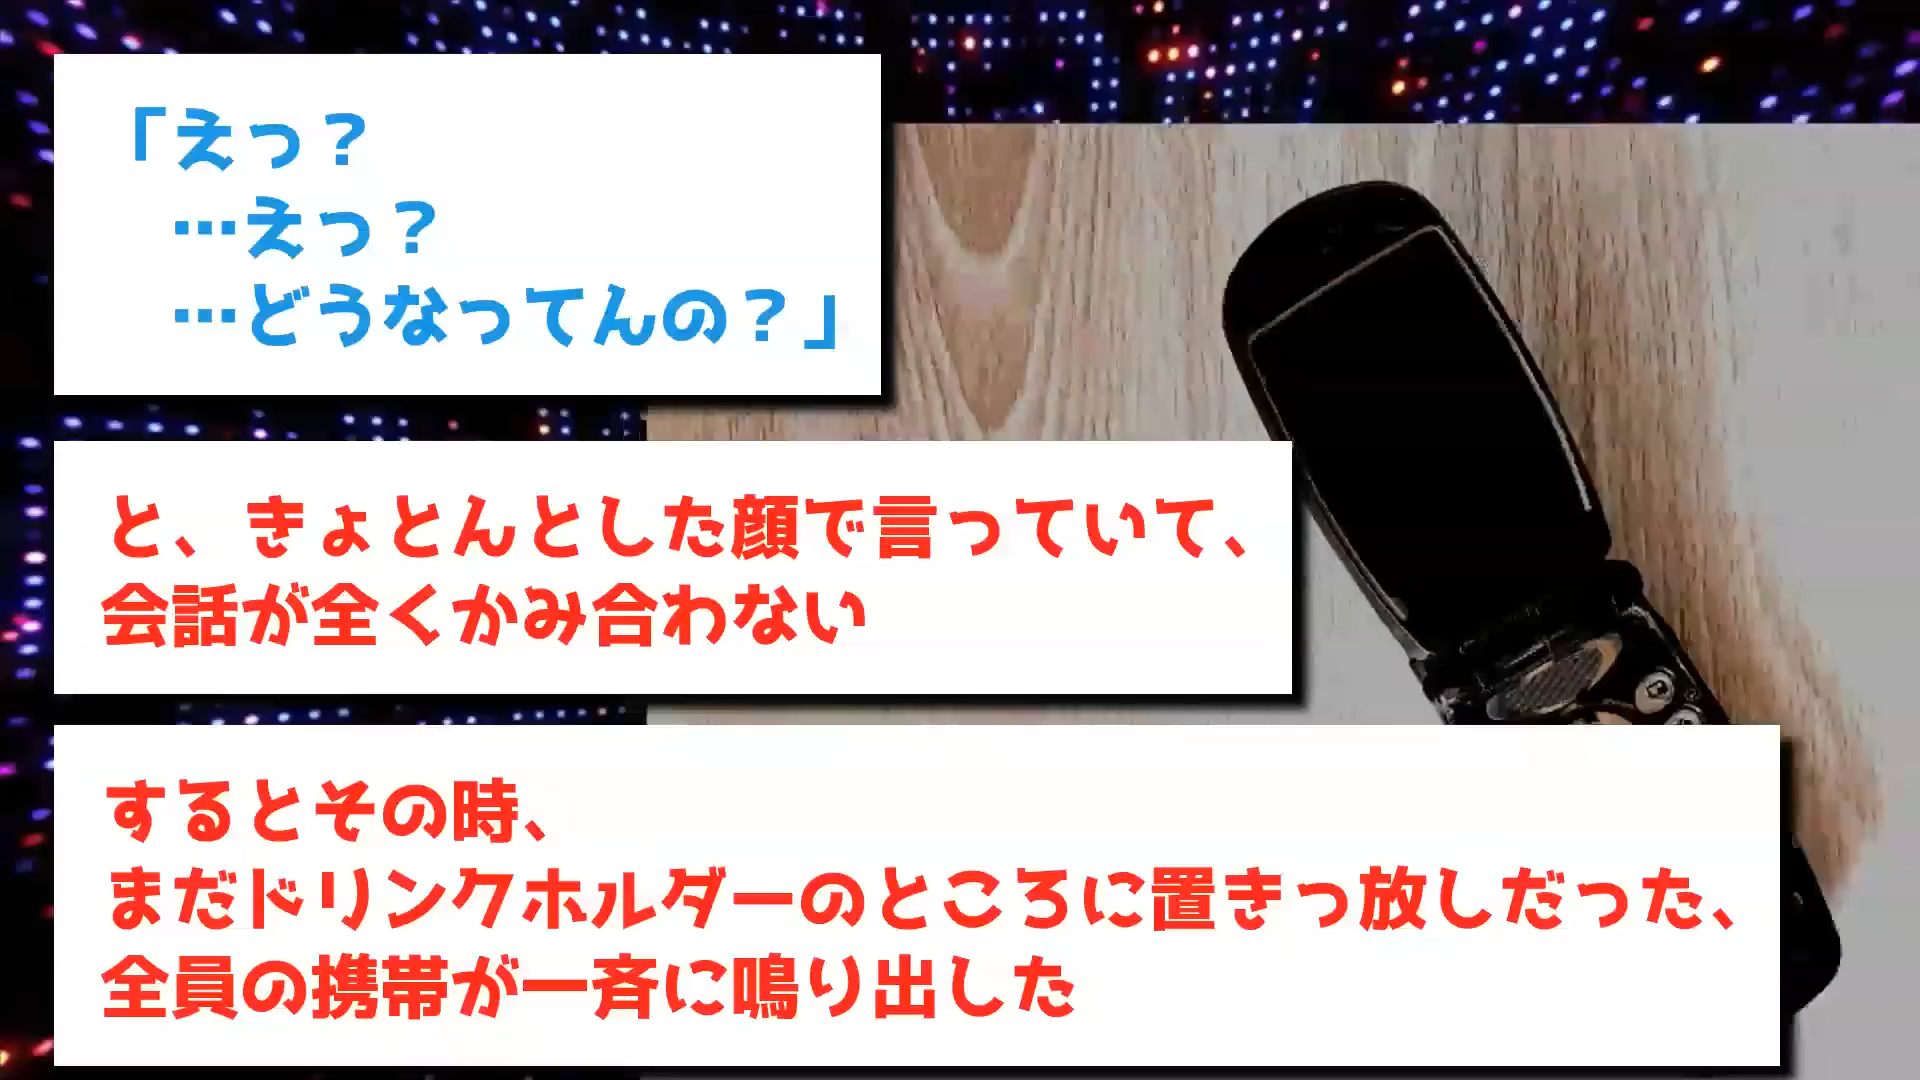 「えっ？
…えっ？
…どうなってんの？」
と、きょとんとした顔で言っていて、
会話が全くかみ合わない
するとその時、
まだドリンクホルダーのところに置きっ放しだった、
全員の携帯が一斉に鳴り出した